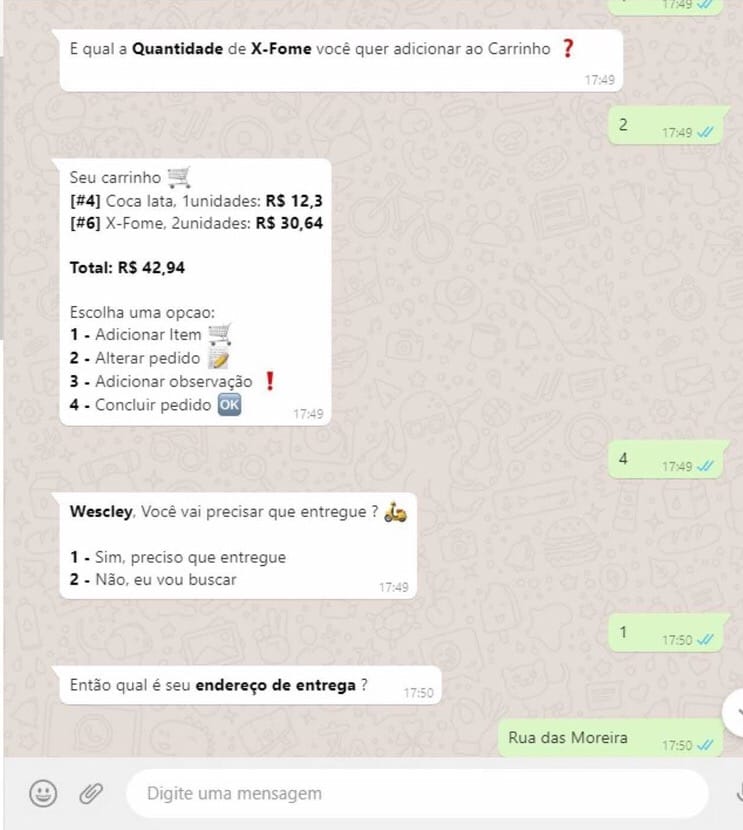 17:49
E qual a Quantidade de X-Fome você quer adicionar ao Carrinho ❓
17:49
2
17:49
Seu carrinho 🛒
[#4] Coca lata, 1unidades: R$ 12,3
[#6] X-Fome, 2unidades: R$ 30,64
Total: R$ 42,94
Escolha uma opcao:
1 - Adicionar Item 🛒
2 - Alterar pedido 📝
3 - Adicionar observação ❗
4 - Concluir pedido 🆗
17:49
4
17:49
Wescley, Você vai precisar que entregue ? 🛵
1 - Sim, preciso que entregue
2 - Não, eu vou buscar
17:49
1
17:50
Então qual é seu endereço de entrega ?
17:50
Rua das Moreira
17:50
Digite uma mensagem